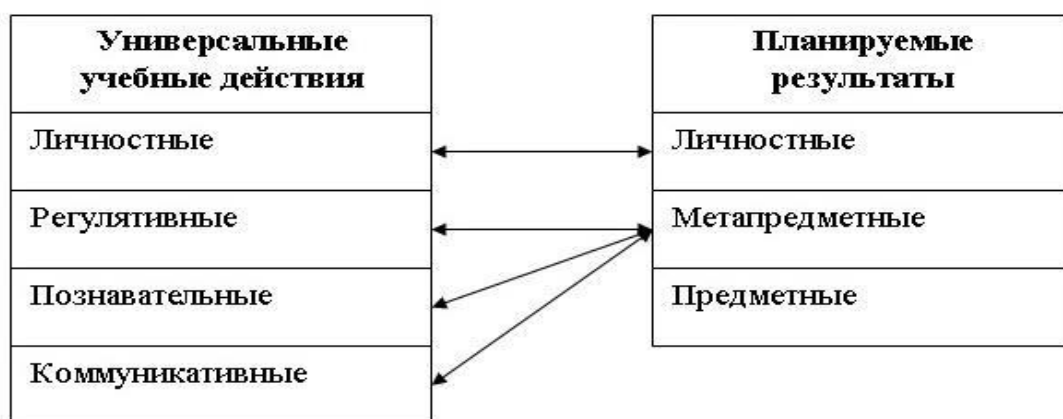 Универсальные
учебные действия
Личностные
Регулятивные
Познавательные
Коммуникативные
Планируемые
результаты
Личностные
Метапредметные
Предметные